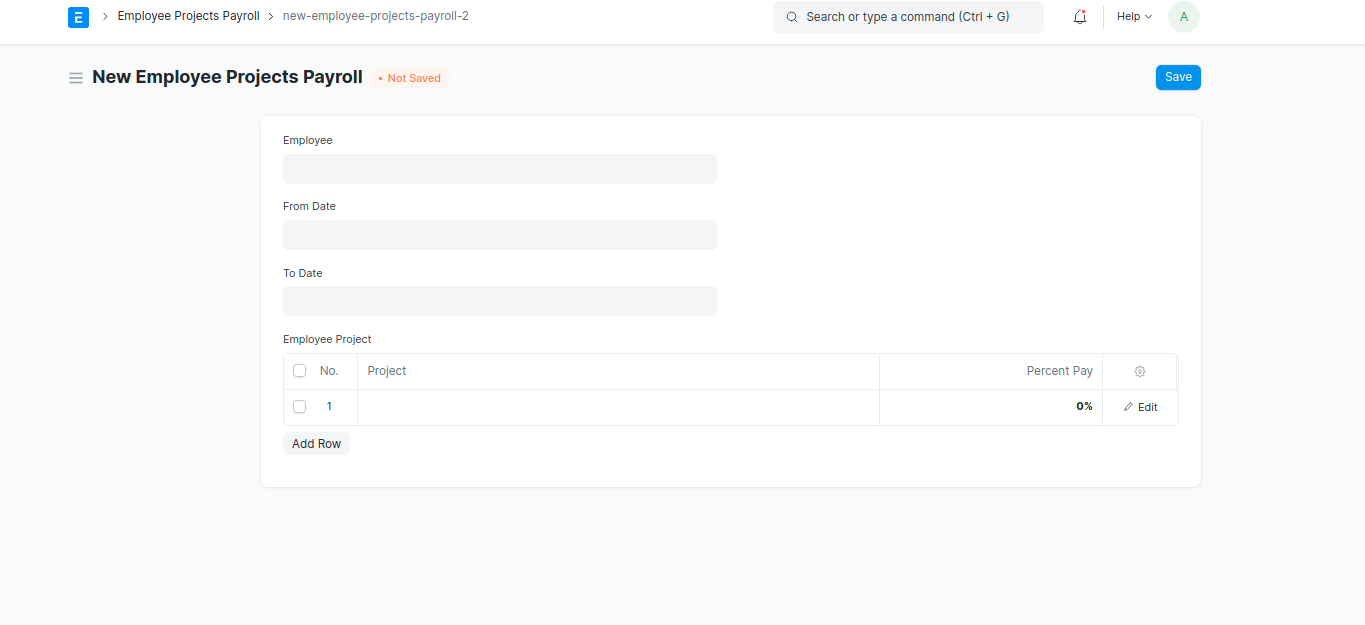 E Employee Projects Payroll new-employee-projects-payroll-2 Search or type a command (Ctrl + G) Help A
New Employee Projects Payroll • Not Saved Save
Employee
From Date
To Date
Employee Project
No. Project Percent Pay
1 0% Edit
Add Row